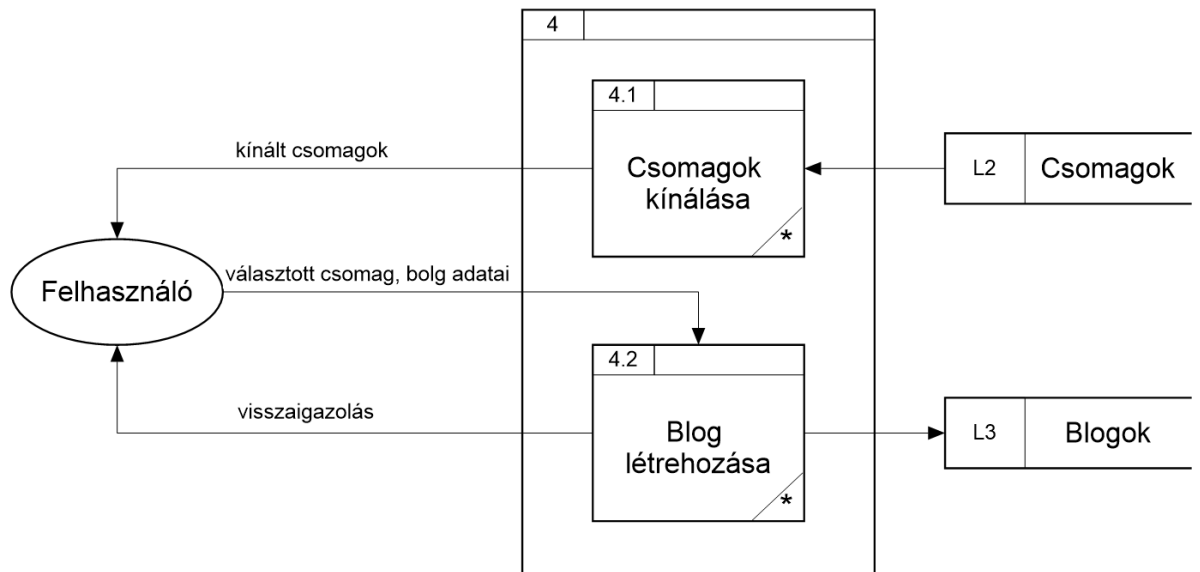 4
4.1
kínált csomagok
Csomagok
kínálása
*
L2
Csomagok
Felhasználó
választott csomag, bolg adatai
4.2
visszaigazolás
Blog
létrehozása
*
L3
Blogok